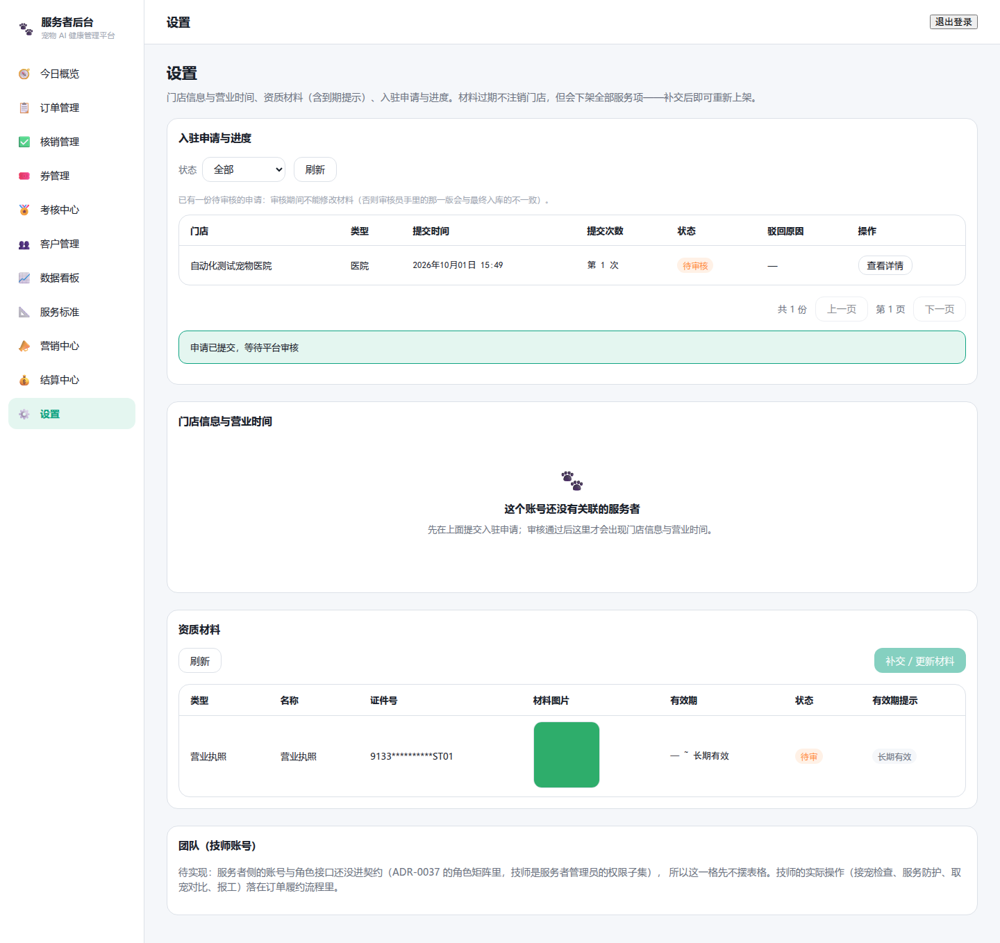 服务者后台
宠物 AI 健康管理平台
今日概览
订单管理
核销管理
券管理
考核中心
客户管理
数据看板
服务标准
营销中心
结算中心
设置
设置
退出登录
设置
门店信息与营业时间、资质材料（含到期提示）、入驻申请与进度。材料过期不注销门店，但会下架全部服务项——补交后即可重新上架。
入驻申请与进度
状态 全部 刷新
已有一份待审核的申请：审核期间不能修改材料（否则审核员手里的那一版会与最终入库的不一致）。
门店 类型 提交时间 提交次数 状态 驳回原因 操作
自动化测试宠物医院 医院 2026年10月01日 15:49 第 1 次 待审核 — 查看详情
共 1 份 上一页 第 1 页 下一页
申请已提交，等待平台审核
门店信息与营业时间
这个账号还没有关联的服务者
先在上面提交入驻申请；审核通过后这里才会出现门店信息与营业时间。
资质材料
刷新 补交 / 更新材料
类型 名称 证件号 材料图片 有效期 状态 有效期提示
营业执照 营业执照 9133**********ST01 — ~ 长期有效 待审 长期有效
团队（技师账号）
待实现：服务者侧的账号与角色接口还没进契约（ADR-0037 的角色矩阵里，技师是服务者管理员的权限子集）， 所以这一格先不摆表格。技师的实际操作（接宠检查、服务防护、取
宠对比、报工）落在订单履约流程里。